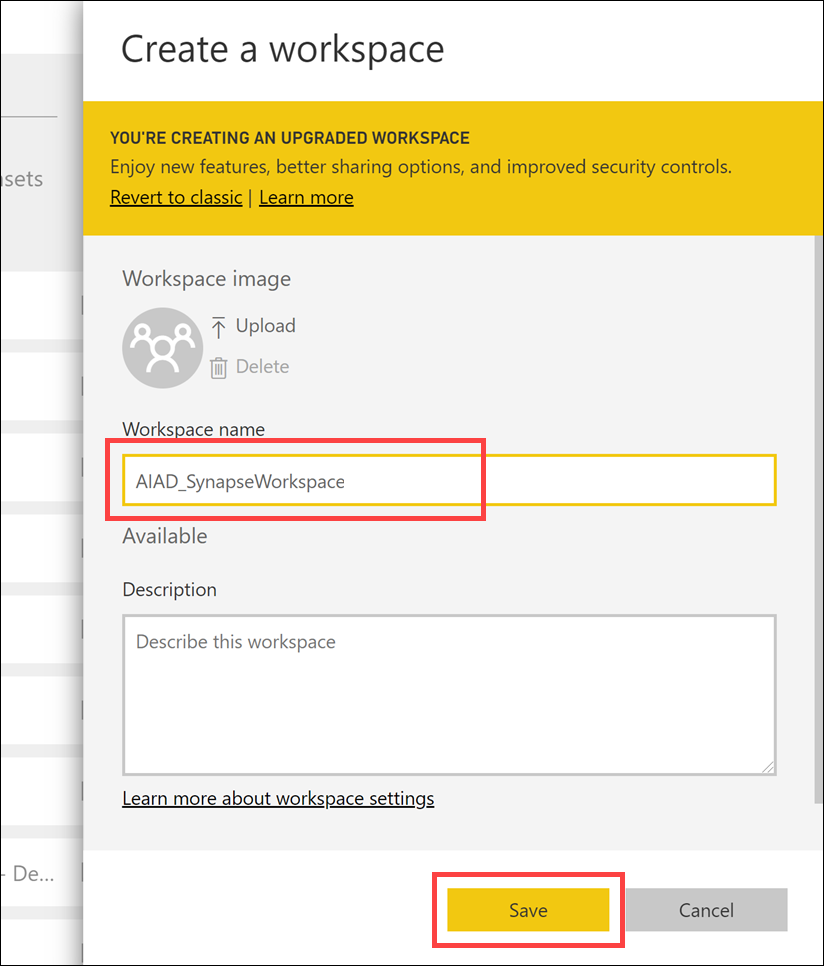 Create a workspace
YOU'RE CREATING AN UPGRADED WORKSPACE
Enjoy new features, better sharing options, and improved security controls.
Revert to classic | Learn more
Workspace image
Upload
Delete
Workspace name
AIAD_SynapseWorkspace
Available
Description
Describe this workspace
Learn more about workspace settings
Save
Cancel
sets
- De...